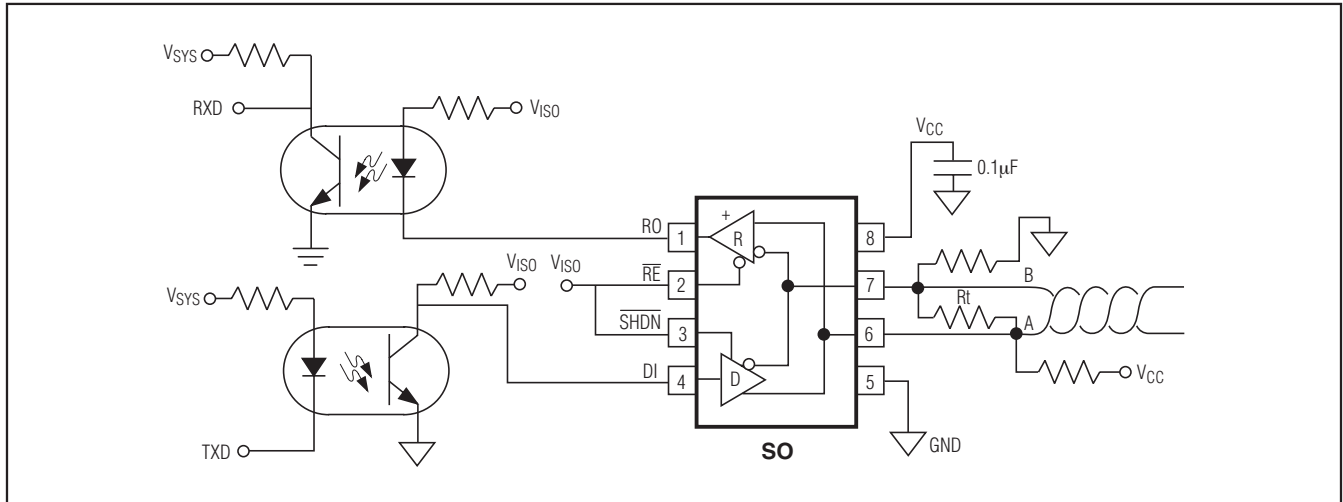 VSYS
RXD
VISO
VCC
0.1μF
RO
1
+
R
8
VISO
VISO
RE
2
7
B
VSYS
Rt
SHDN
3
6
A
DI
4
D
5
VCC
TXD
GND
SO